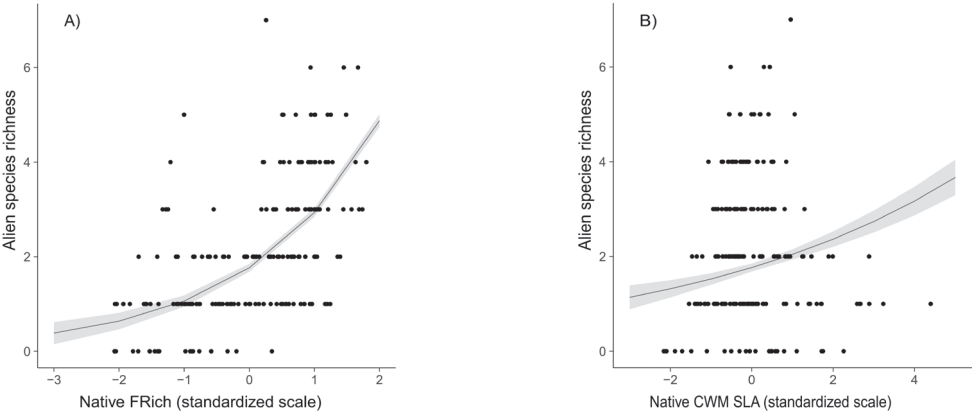 A)
Alien species richness
6
4
2
0
−3 −2 −1 0 1 2
Native FRich (standardized scale)
B)
Alien species richness
6
4
2
0
−2 0 2 4
Native CWM SLA (standardized scale)